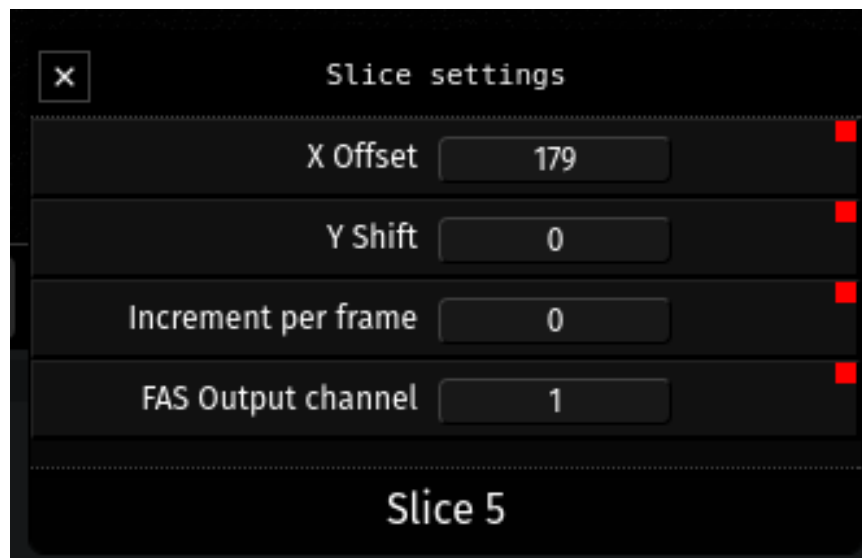 Slice settings
X Offset 179
Y Shift 0
Increment per frame 0
FAS Output channel 1
Slice 5